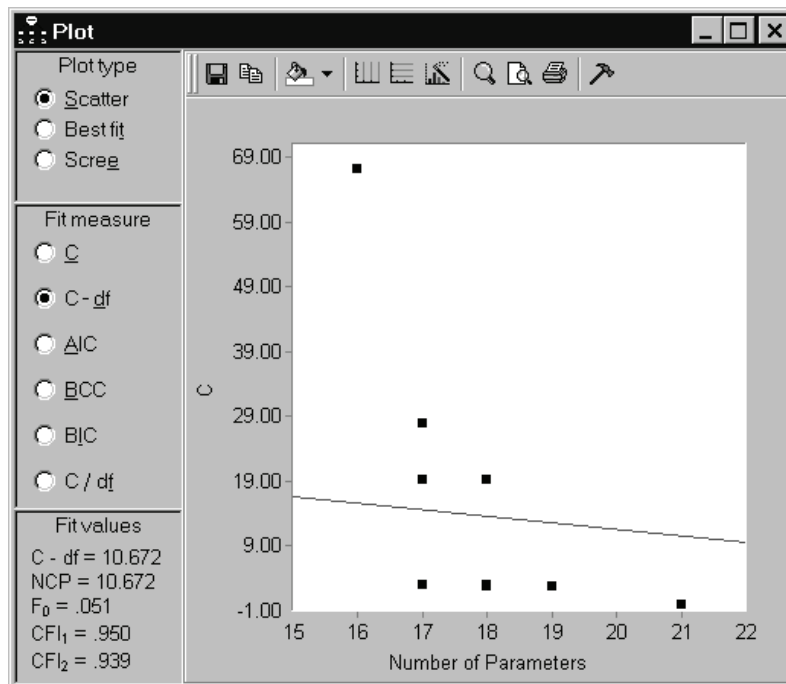 Plot
Plot type
Scatter
Best fit
Scree
Fit measure
C
C - df
AIC
BCC
BIC
C / df
Fit values
C - df = 10.672
NCP = 10.672
F₀ = .051
CFI₁ = .950
CFI₂ = .939
69.00
59.00
49.00
39.00
29.00
19.00
9.00
-1.00
C
15 16 17 18 19 20 21 22
Number of Parameters